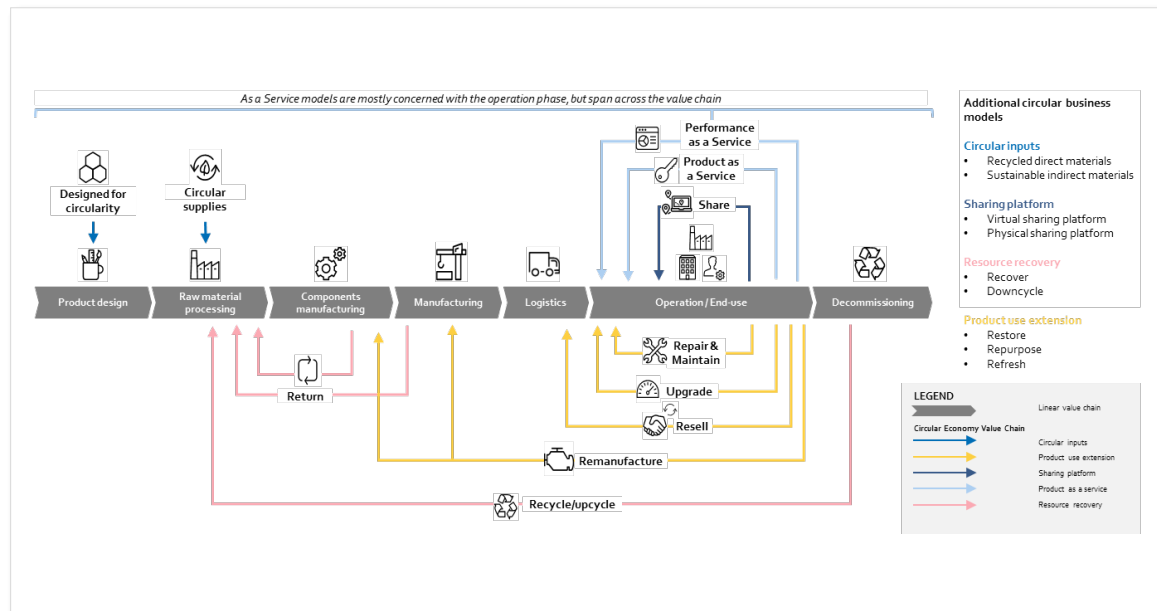 As a Service models are mostly concerned with the operation phase, but span across the value chain
Performance
as a Service
Product as
a Service
Share
Designed for
circularity
Circular
supplies
Product design
Raw material
processing
Components
manufacturing
Manufacturing
Logistics
Operation / End-use
Decommissioning
Repair &
Maintain
Return
Upgrade
Resell
Remanufacture
Recycle/upcycle
Additional circular business
models
Circular inputs
• Recycled direct materials
• Sustainable indirect materials
Sharing platform
• Virtual sharing platform
• Physical sharing platform
Resource recovery
• Recover
• Downcycle
Product use extension
• Restore
• Repurpose
• Refresh
LEGEND
Linear value chain
Circular Economy Value Chain
Circular inputs
Product use extension
Sharing platform
Product as a service
Resource recovery